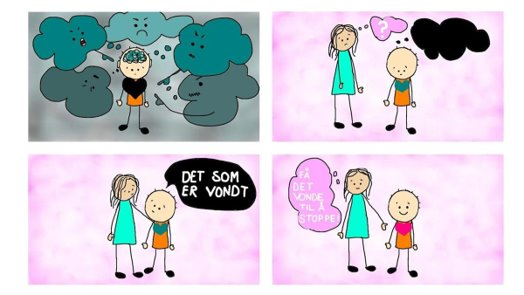 ?
DET SOM
ER VONDT
FÅ
DET
VONDE
TIL Å
STOPPE